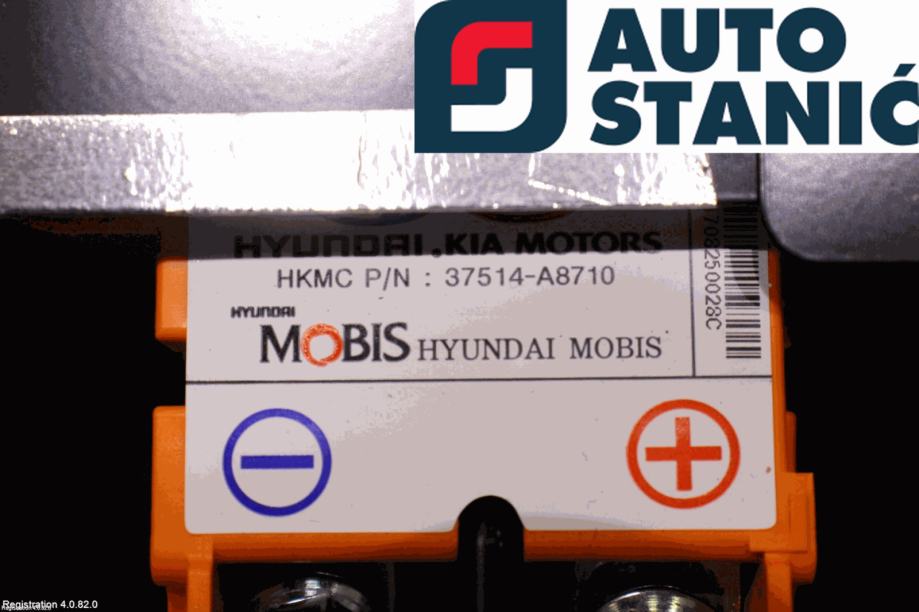 AUTO
STANIĆ
HYUNDAI.KIA MOTORS
HKMC P/N : 37514-A8710
HYUNDAI
MOBIS HYUNDAI MOBIS
708250028C
Registration 4.0.82.0